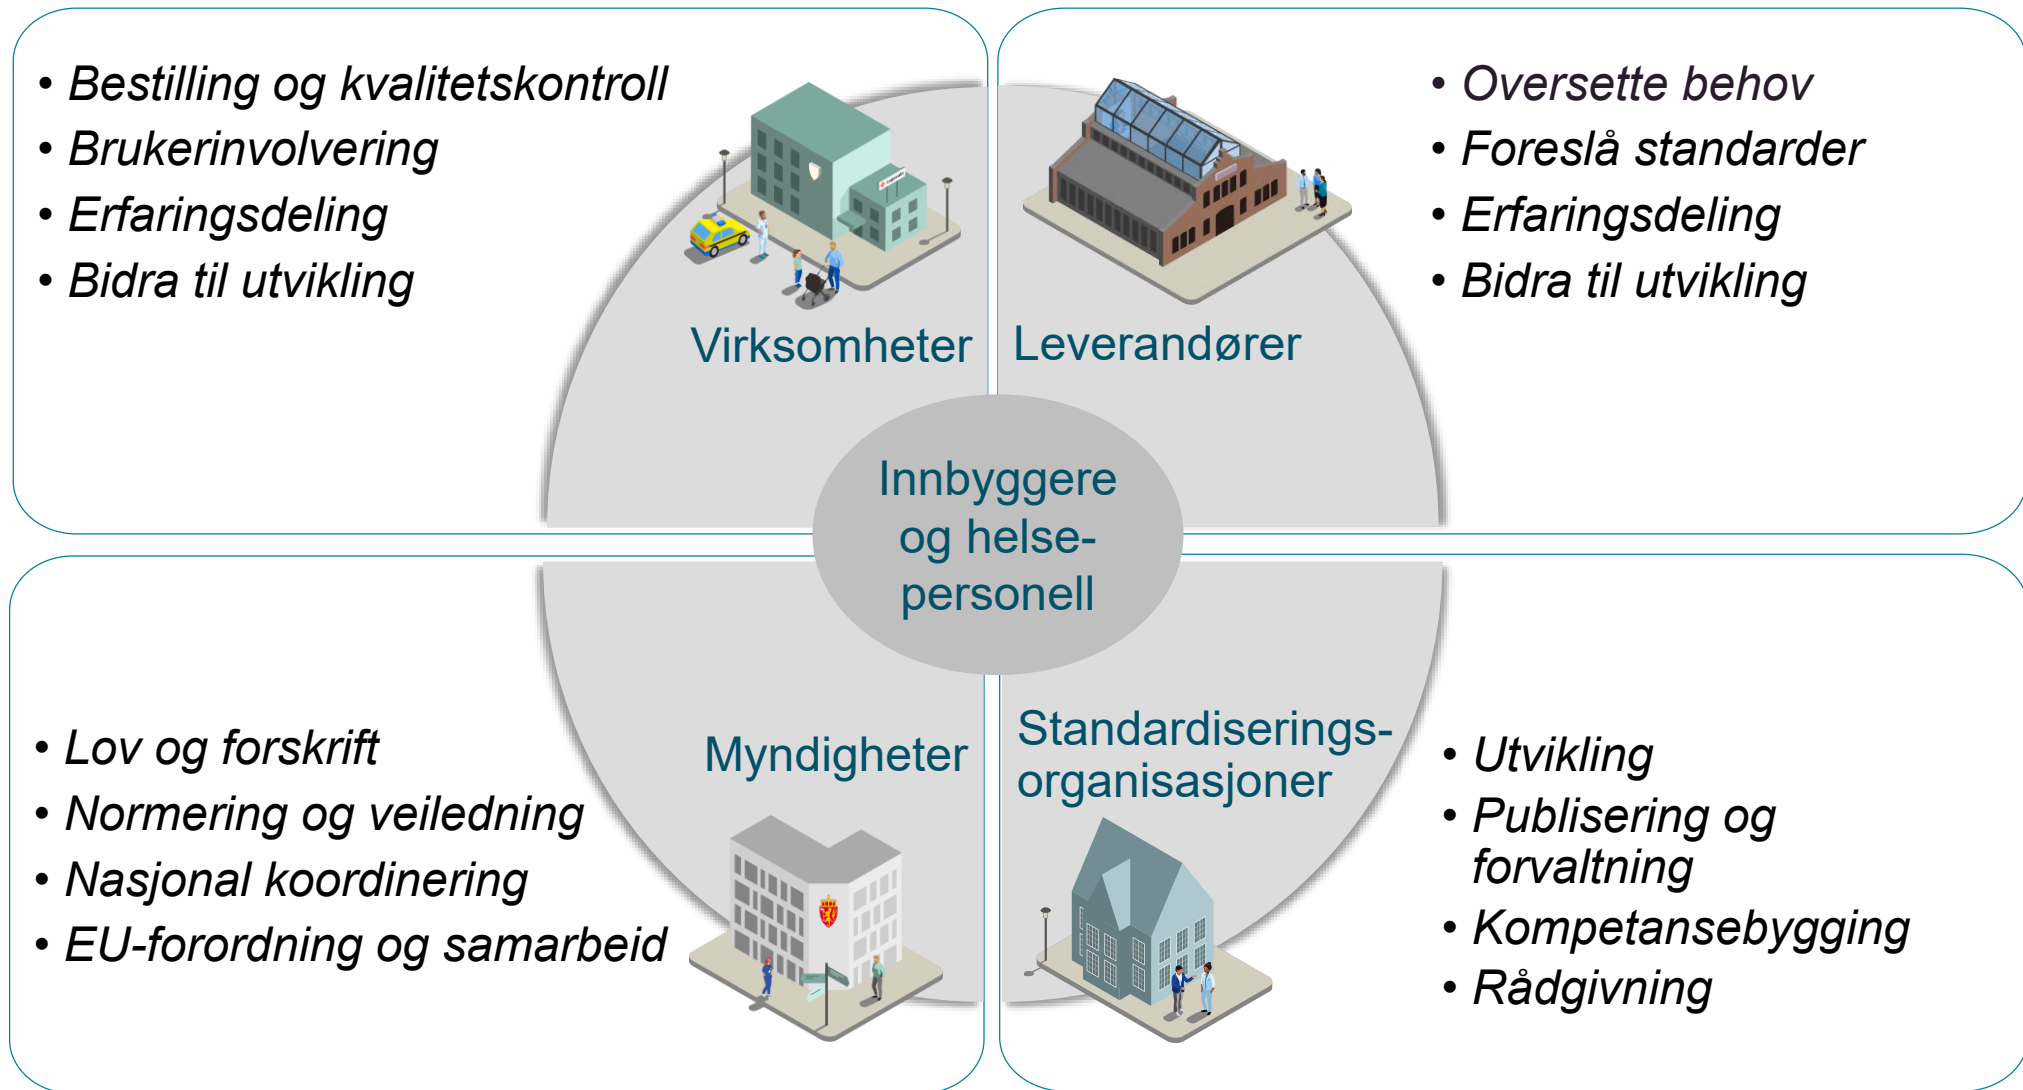 • Bestilling og kvalitetskontroll
• Brukerinvolvering
• Erfaringsdeling
• Bidra til utvikling
Virksomheter
• Oversette behov
• Foreslå standarder
• Erfaringsdeling
• Bidra til utvikling
Leverandører
Innbyggere
og helse-
personell
• Lov og forskrift
• Normering og veiledning
• Nasjonal koordinering
• EU-forordning og samarbeid
Myndigheter
Standardiserings-
organisasjoner
• Utvikling
• Publisering og
forvaltning
• Kompetansebygging
• Rådgivning